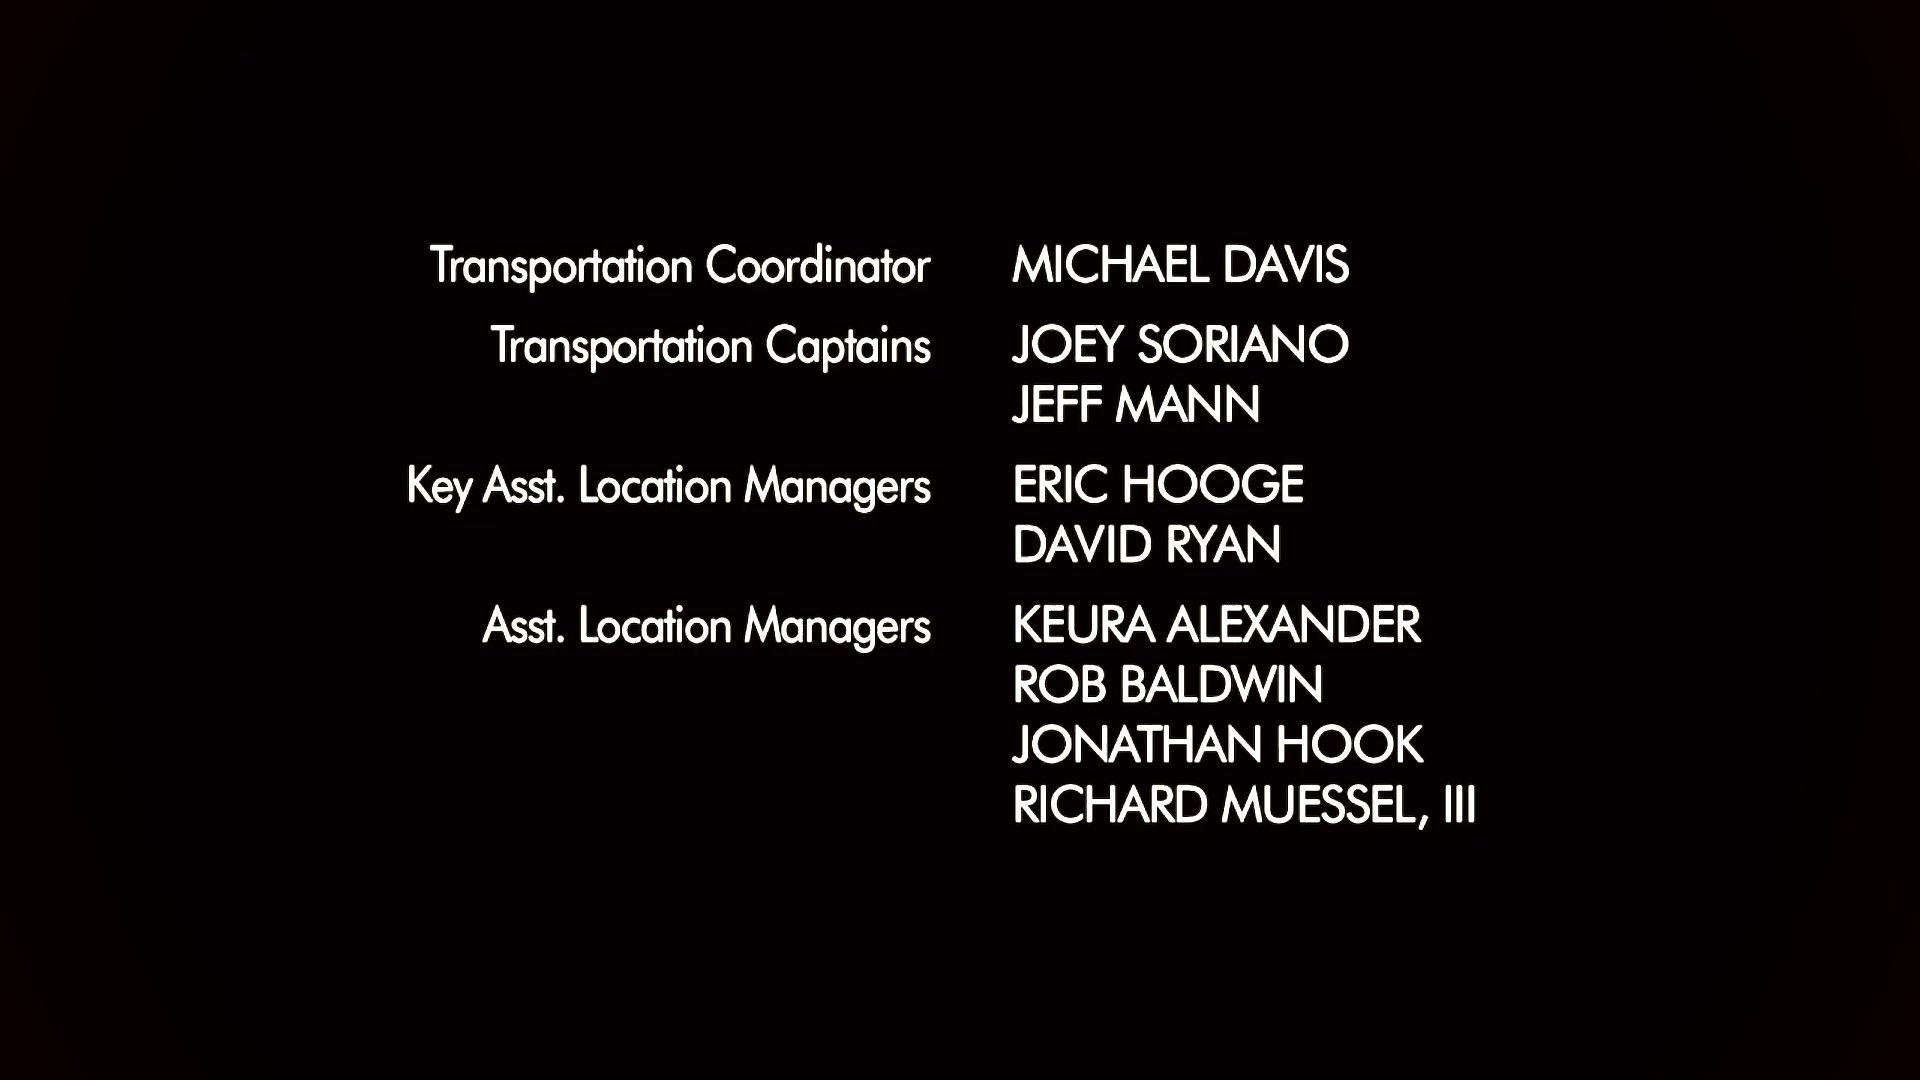 Transportation Coordinator MICHAEL DAVIS
Transportation Captains JOEY SORIANO
JEFF MANN
Key Asst. Location Managers ERIC HOOGE
DAVID RYAN
Asst. Location Managers KEURA ALEXANDER
ROB BALDWIN
JONATHAN HOOK
RICHARD MUESSEL, III